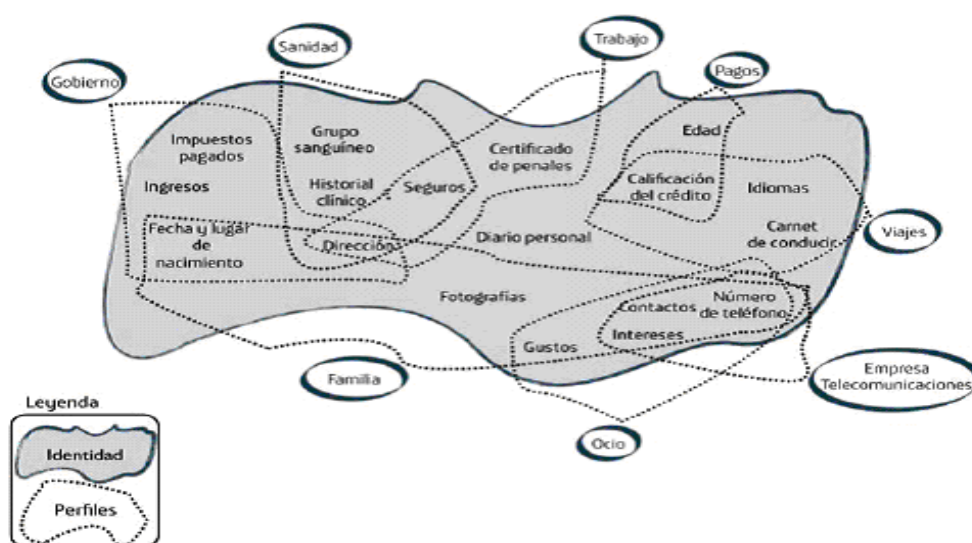 Sanidad
Trabajo
Gobierno
Pagos
Impuestos
pagados
Grupo
sanguíneo
Certificado
de penales
Edad
Ingresos
Historial
clínico
Seguros
Calificación
del crédito
Idiomas
Fecha y lugar
de
nacimiento
Dirección
Diario personal
Carnet
de conducir
Viajes
Fotografías
Contactos
Número
de teléfono
Gustos
Intereses
Familia
Empresa
Telecomunicaciones
Ocio
Leyenda
Identidad
Perfiles